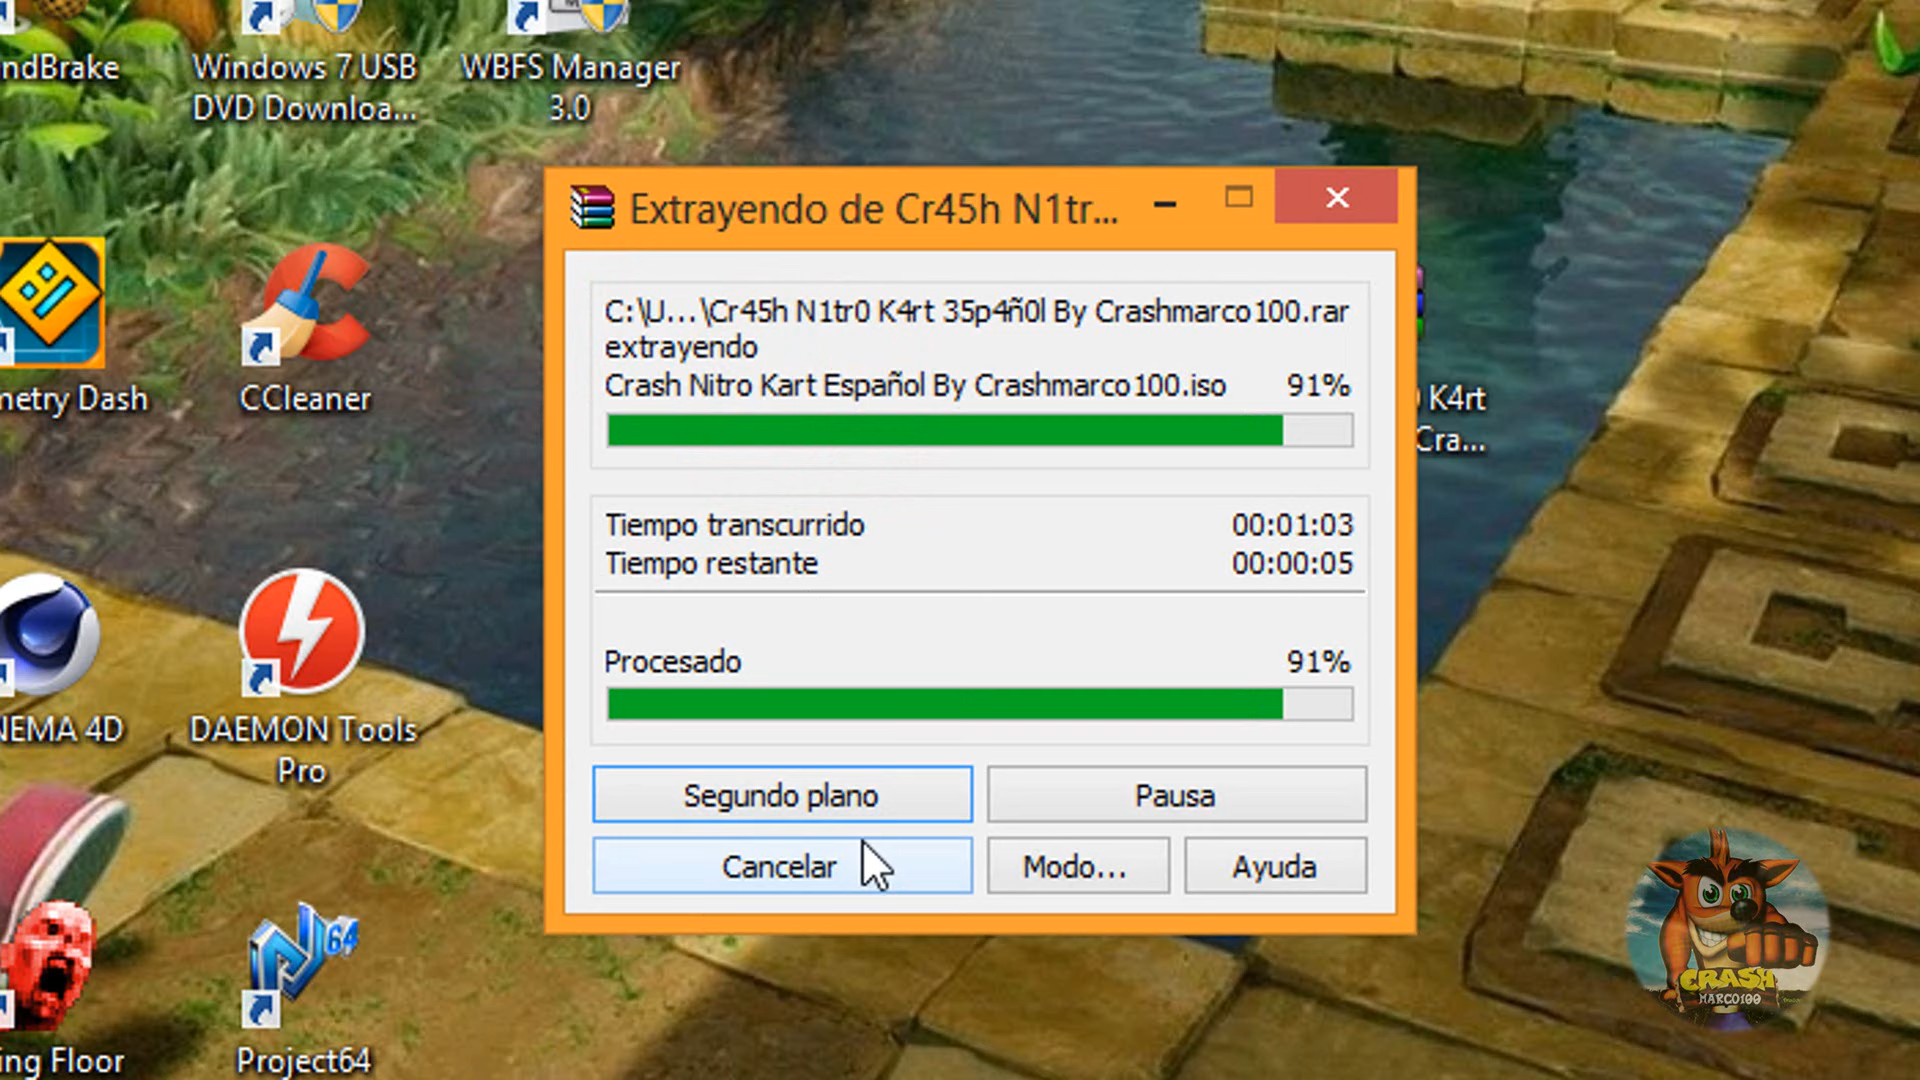 ndBrake
Windows 7 USB
DVD Downloa...
WBFS Manager
3.0
Extrayendo de Cr45h N1tr...
C:\U...\Cr45h N1tr0 K4rt 35p4ñ0l By Crashmarco100.rar
extrayendo
Crash Nitro Kart Español By Crashmarco100.iso 91%
Tiempo transcurrido 00:01:03
Tiempo restante 00:00:05
Procesado 91%
Segundo plano
Pausa
Cancelar
Modo...
Ayuda
metry Dash
CCleaner
K4rt
Cra...
NEMA 4D
DAEMON Tools
Pro
64
ing Floor
Project64
CRASH
MARCO100